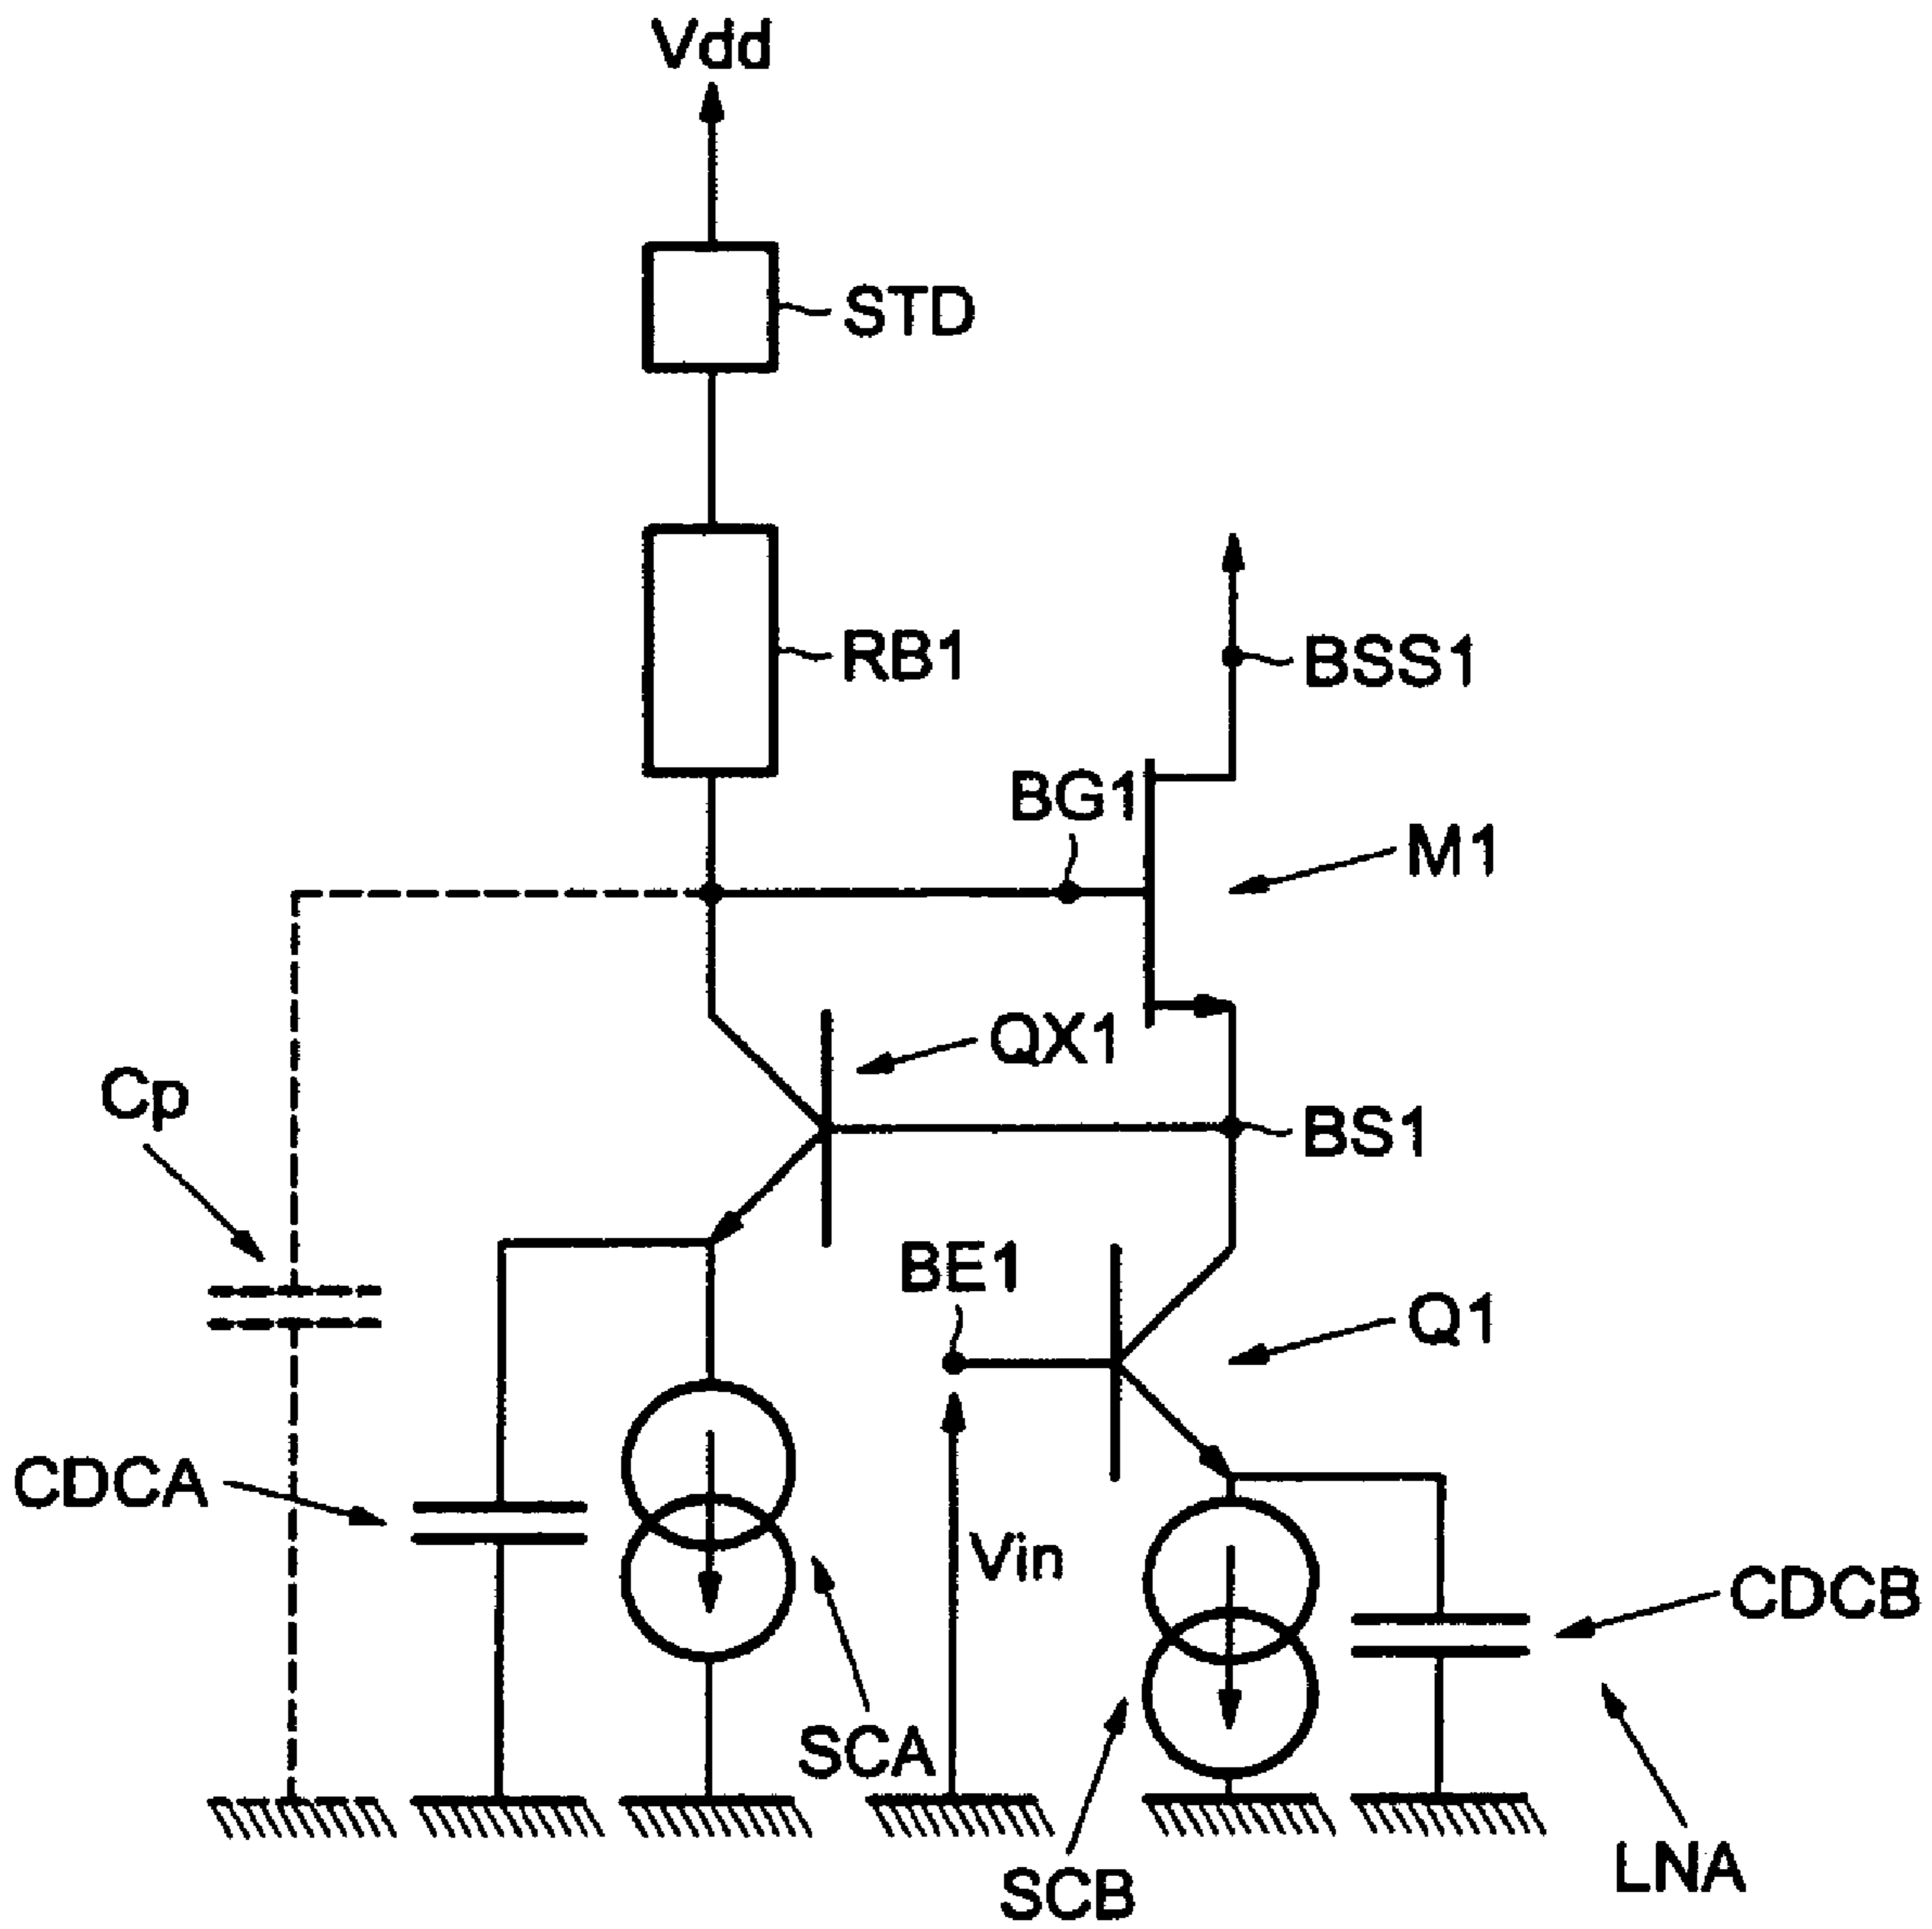 Vdd
STD
RB1
BSS1
BG1
M1
QX1
Cp
BS1
BE1
Q1
CDCA
Vin
CDCB
SCA
SCB
LNA